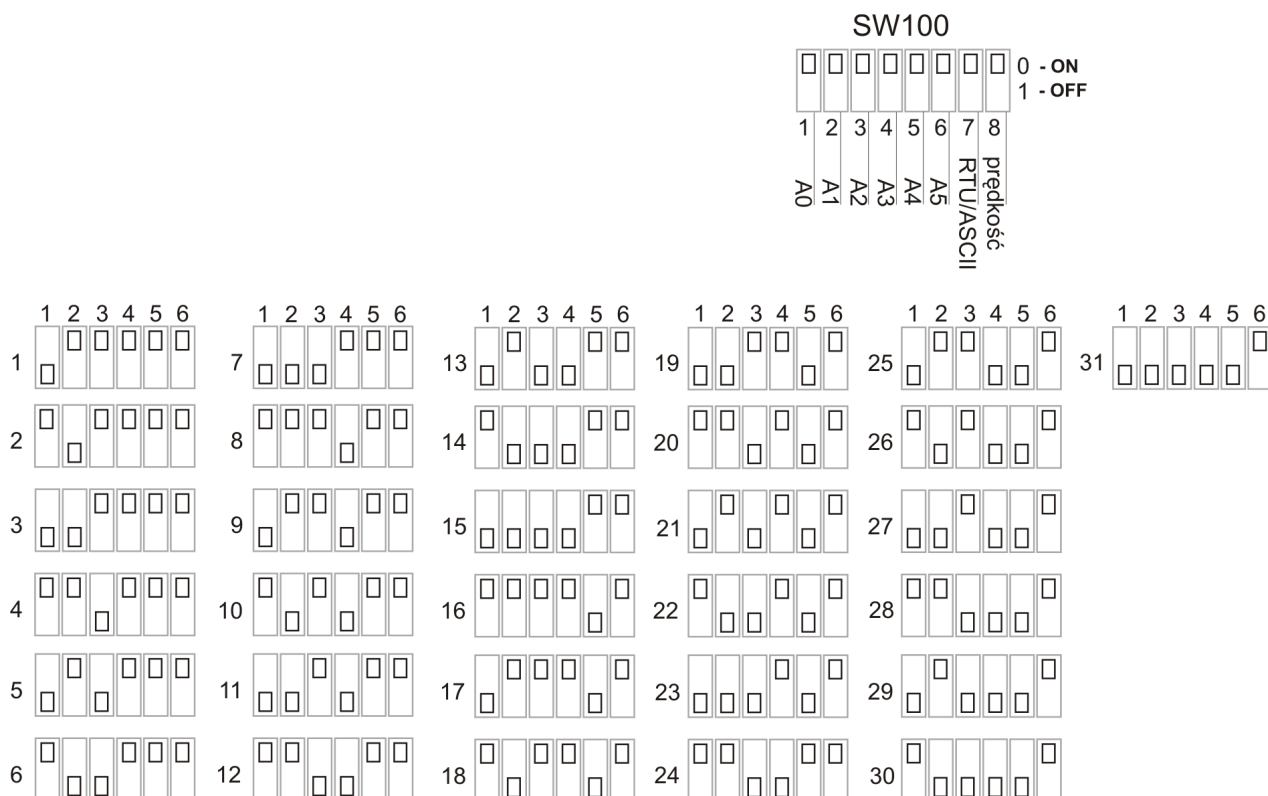 SW100
0 - ON
1 - OFF
1 2 3 4 5 6 7 8
A0 A1 A2 A3 A4 A5 RTU/ASCII prędkość
1 2 3 4 5 6 1 2 3 4 5 6 1 2 3 4 5 6 1 2 3 4 5 6 1 2 3 4 5 6 1 2 3 4 5 6
1 7 13 19 25 31
2 8 14 20 26
3 9 15 21 27
4 10 16 22 28
5 11 17 23 29
6 12 18 24 30